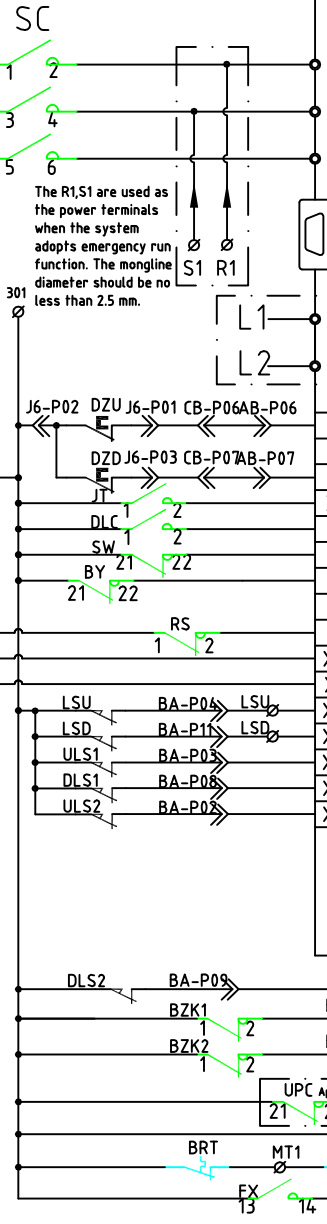 SC
1 2
3 4
5 6
The R1,S1 are used as
the power terminals
when the system
adopts emergency run
function. The mongline
diameter should be no
less than 2.5 mm.
S1 R1
301
L1
L2
J6-P02 DZU J6-P01 CB-P06 AB-P06
DZD J6-P03 CB-P07 AB-P07
JT 1 2
DLC 1 2
SW 21 22
BY 21 22
RS 1 2
LSU BA-P04 LSU
LSD BA-P11 LSD
ULS1 BA-P03
DLS1 BA-P08
ULS2 BA-P02
DLS2 BA-P09
BZK1 1 2
BZK2 1 2
UPC
21
BRT MT1
FX 13 14